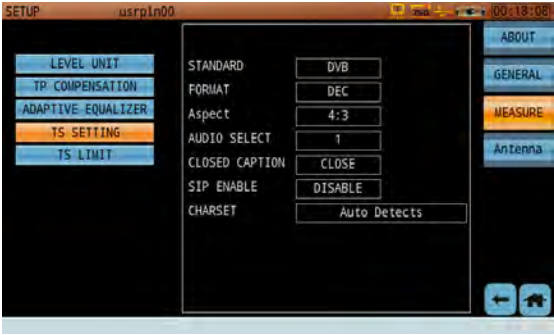 SETUP usrpln00 00:18:08
ABOUT
GENERAL
MEASURE
Antenna
LEVEL UNIT
TP COMPENSATION
ADAPTIVE EQUALIZER
TS SETTING
TS LIMIT
STANDARD DVB
FORMAT DEC
Aspect 4:3
AUDIO SELECT 1
CLOSED CAPTION CLOSE
SIP ENABLE DISABLE
CHARSET Auto Detects